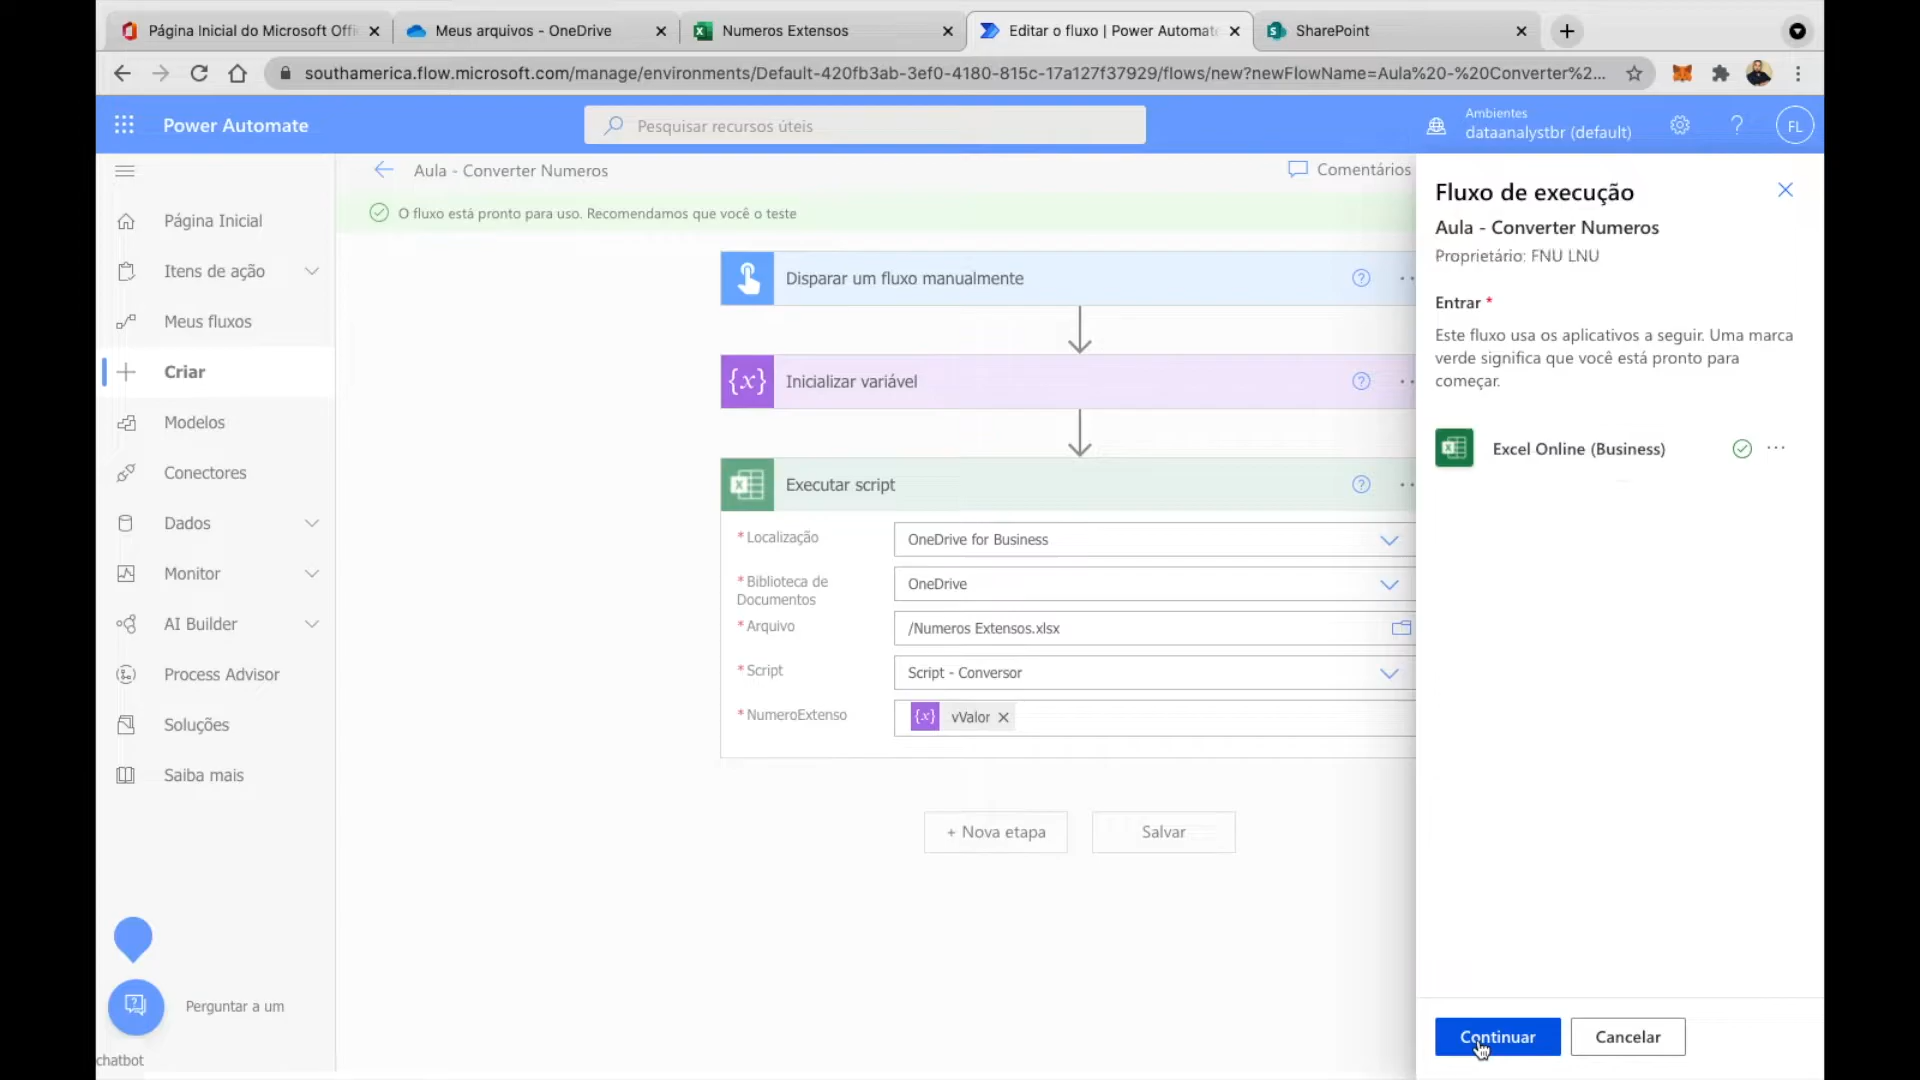 Página Inicial do Microsoft Offi
Meus arquivos - OneDrive
Numeros Extensos
Editar o fluxo | Power Automat
SharePoint
southamerica.flow.microsoft.com/manage/environments/Default-420fb3ab-3ef0-4180-815c-17a127f37929/flows/new?newFlowName=Aula%20-%20Converter%2...
Power Automate
Pesquisar recursos úteis
Ambientes
dataanalystbr (default)
FL
Página Inicial
Itens de ação
Meus fluxos
Criar
Modelos
Conectores
Dados
Monitor
AI Builder
Process Advisor
Soluções
Saiba mais
Perguntar a um
chatbot
Aula - Converter Numeros
Comentários
O fluxo está pronto para uso. Recomendamos que você o teste
Disparar um fluxo manualmente
{x} Inicializar variável
Executar script
* Localização
OneDrive for Business
* Biblioteca de
Documentos
OneDrive
* Arquivo
/Numeros Extensos.xlsx
* Script
Script - Conversor
* NumeroExtenso
{x} vValor
+ Nova etapa
Salvar
Fluxo de execução
Aula - Converter Numeros
Proprietário: FNU LNU
Entrar *
Este fluxo usa os aplicativos a seguir. Uma marca
verde significa que você está pronto para
começar.
Excel Online (Business)
Continuar
Cancelar